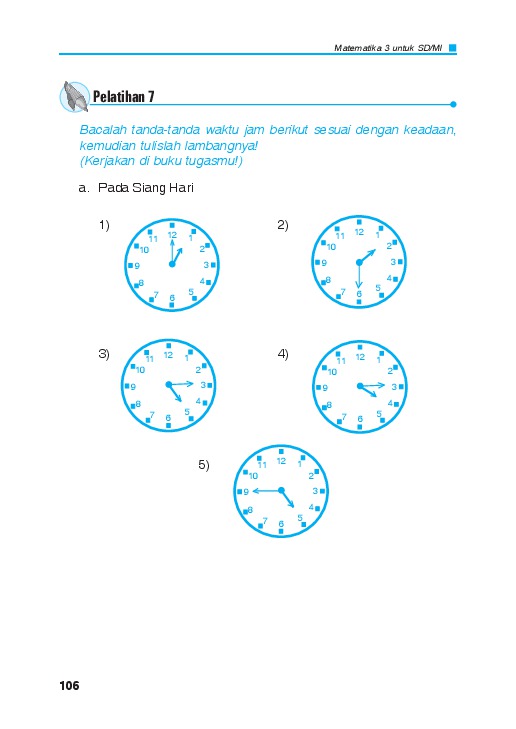 Matematika 3 untuk SD/MI
Pelatihan 7
Bacalah tanda-tanda waktu jam berikut sesuai dengan keadaan,
kemudian tulislah lambangnya!
(Kerjakan di buku tugasmu!)
a. Pada Siang Hari
1)
12 1 2 3 4 5 6 7 8 9 10 11
2)
12 1 2 3 4 5 6 7 8 9 10 11
3)
12 1 2 3 4 5 6 7 8 9 10 11
4)
12 1 2 3 4 5 6 7 8 9 10 11
5)
12 1 2 3 4 5 6 7 8 9 10 11
106